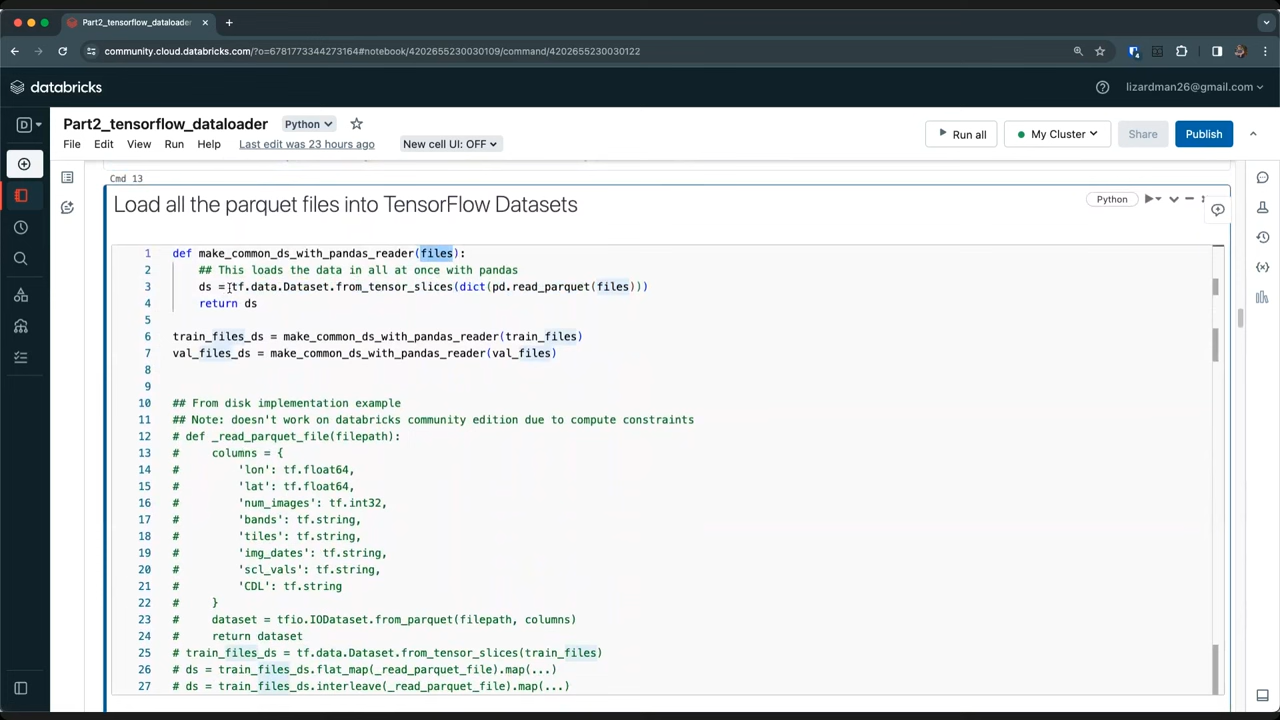 Part2_tensorflow_dataloader
community.cloud.databricks.com/?o=6781773344273164#notebook/4202655230030109/command/4202655230030122
databricks
lizardman26@gmail.com
D
Part2_tensorflow_dataloader
Python
Run all
My Cluster
Share
Publish
File Edit View Run Help Last edit was 23 hours ago New cell UI: OFF
Cmd 13
Load all the parquet files into TensorFlow Datasets
Python
1 def make_common_ds_with_pandas_reader(files):
2 ## This loads the data in all at once with pandas
3 ds = tf.data.Dataset.from_tensor_slices(dict(pd.read_parquet(files)))
4 return ds
5
6 train_files_ds = make_common_ds_with_pandas_reader(train_files)
7 val_files_ds = make_common_ds_with_pandas_reader(val_files)
8
9
10 ## From disk implementation example
11 ## Note: doesn't work on databricks community edition due to compute constraints
12 # def _read_parquet_file(filepath):
13 # columns = {
14 # 'lon': tf.float64,
15 # 'lat': tf.float64,
16 # 'num_images': tf.int32,
17 # 'bands': tf.string,
18 # 'tiles': tf.string,
19 # 'img_dates': tf.string,
20 # 'scl_vals': tf.string,
21 # 'CDL': tf.string
22 # }
23 # dataset = tfio.IODataset.from_parquet(filepath, columns)
24 # return dataset
25 # train_files_ds = tf.data.Dataset.from_tensor_slices(train_files)
26 # ds = train_files_ds.flat_map(_read_parquet_file).map(...)
27 # ds = train_files_ds.interleave(_read_parquet_file).map(...)